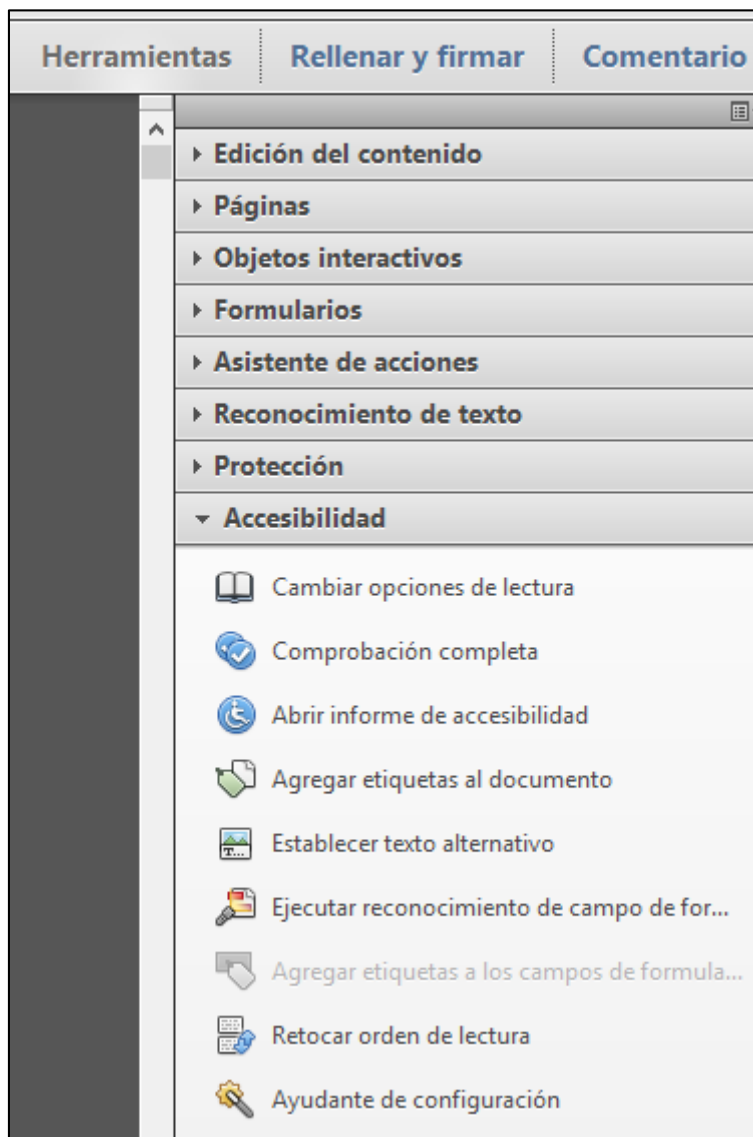 Herramientas Rellenar y firmar Comentario
Edición del contenido
Páginas
Objetos interactivos
Formularios
Asistente de acciones
Reconocimiento de texto
Protección
Accesibilidad
Cambiar opciones de lectura
Comprobación completa
Abrir informe de accesibilidad
Agregar etiquetas al documento
Establecer texto alternativo
Ejecutar reconocimiento de campo de for...
Agregar etiquetas a los campos de formula...
Retocar orden de lectura
Ayudante de configuración